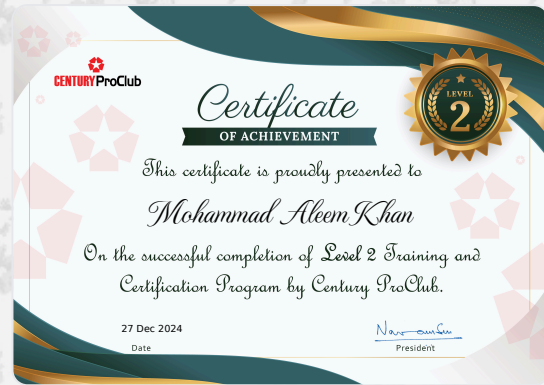 CENTURY ProClub
LEVEL
2
Certificate
OF ACHIEVEMENT
This certificate is proudly presented to
Mohammad Aleem Khan
On the successful completion of Level 2 Training and
Certification Program by Century ProClub.
27 Dec 2024
Date
President